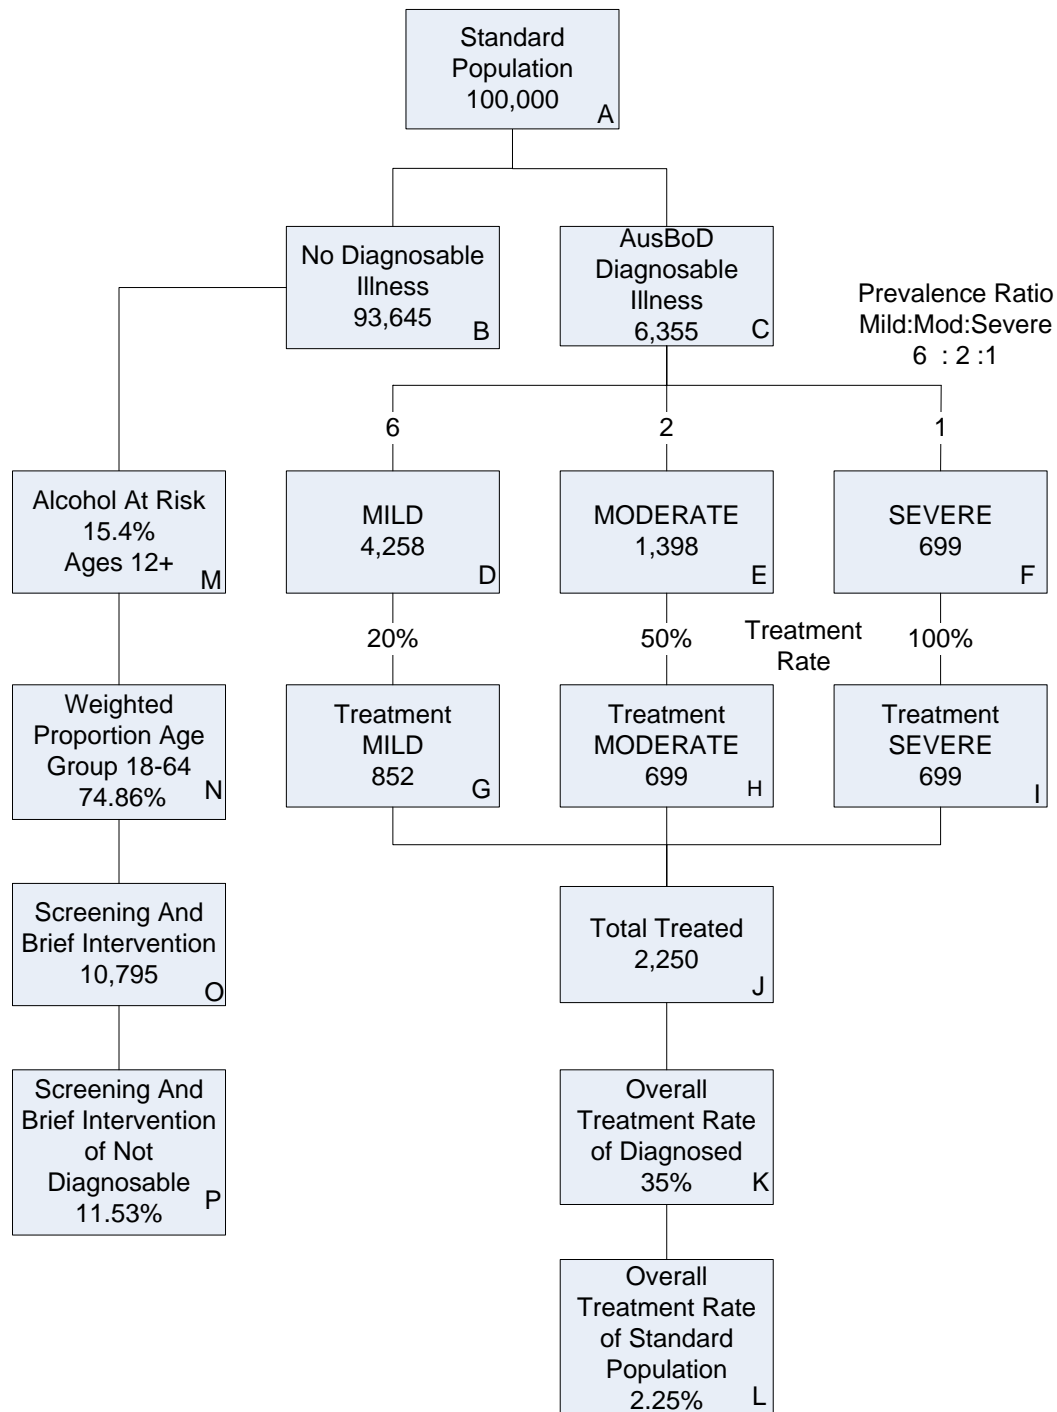 Standard
Population
100,000
A
No Diagnosable
Illness
93,645
B
AusBoD
Diagnosable
Illness
6,355
C
Prevalence Ratio
Mild:Mod:Severe
6 : 2 :1
6
2
1
Alcohol At Risk
15.4%
Ages 12+
M
MILD
4,258
D
MODERATE
1,398
E
SEVERE
699
F
20%
50%
Treatment
Rate
100%
Weighted
Proportion Age
Group 18-64
74.86%
N
Treatment
MILD
852
G
Treatment
MODERATE
699
H
Treatment
SEVERE
699
I
Screening And
Brief Intervention
10,795
O
Total Treated
2,250
J
Screening And
Brief Intervention
of Not
Diagnosable
11.53%
P
Overall
Treatment Rate
of Diagnosed
35%
K
Overall
Treatment Rate
of Standard
Population
2.25%
L